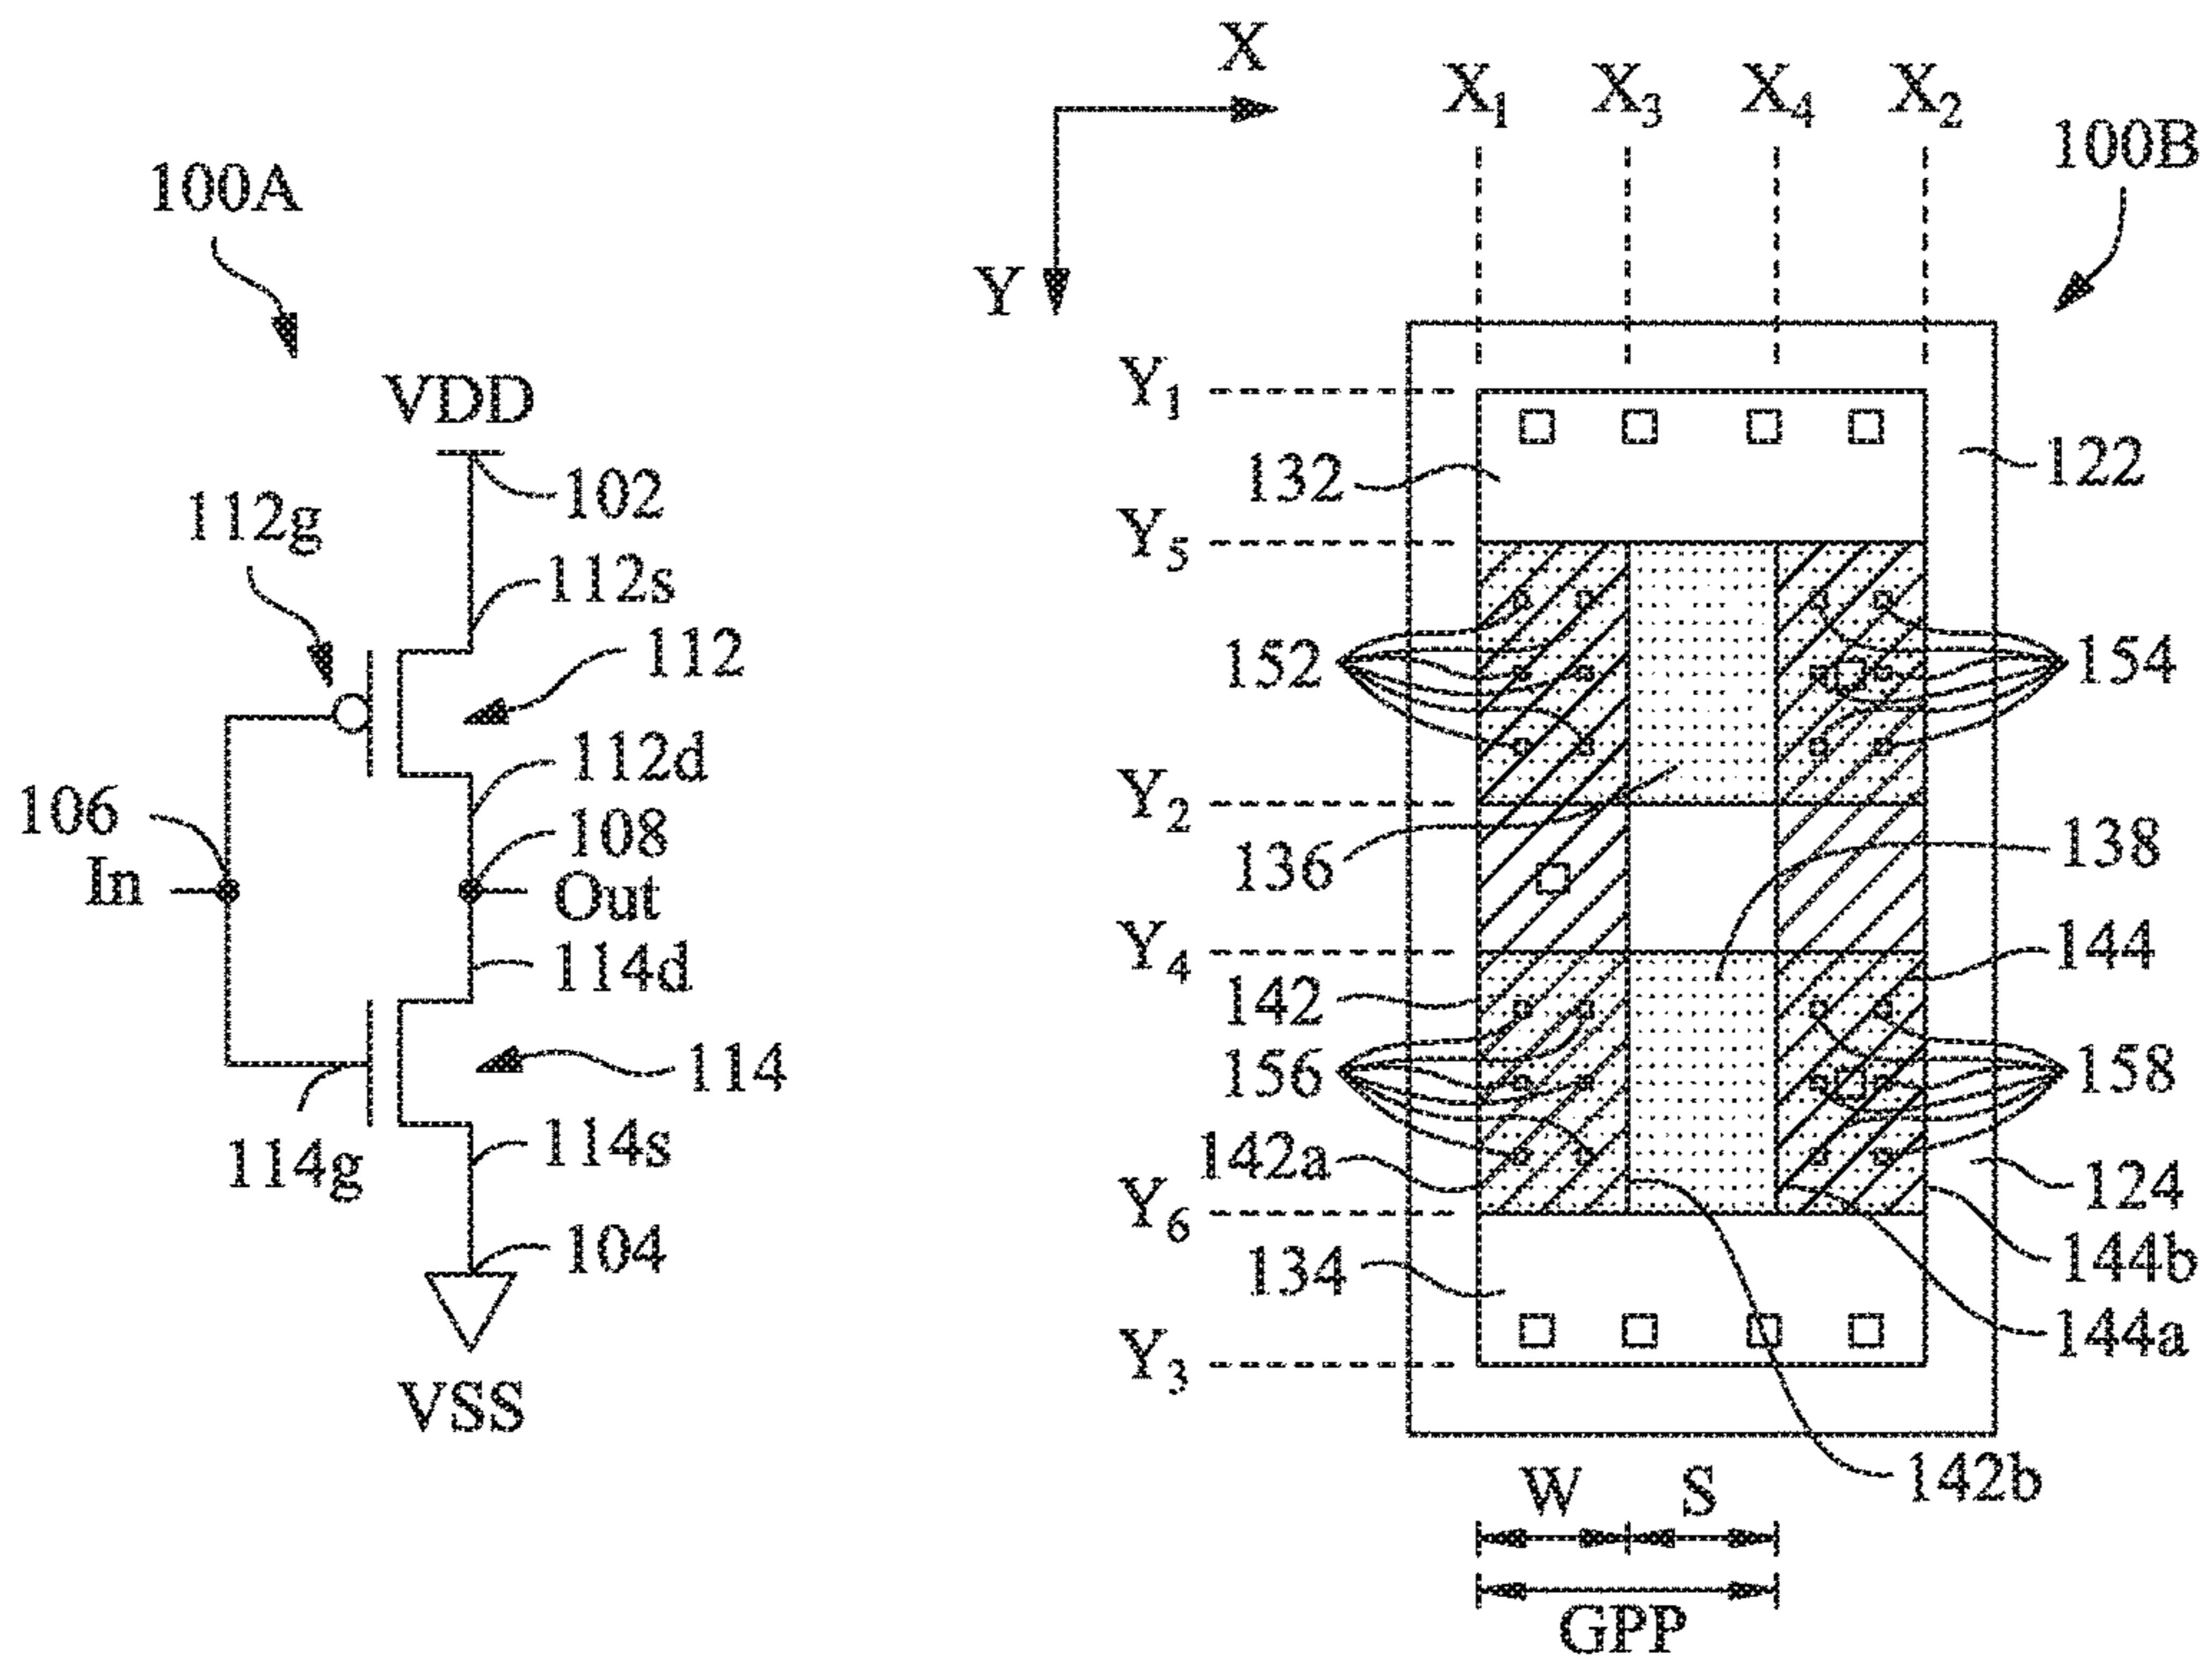 100A
VDD
102
112g
112s
112
112d
106
108
In
Out
114d
114
114g
114s
104
VSS
X
Y
X1
X3
X4
X2
100B
Y1
132
122
Y5
152
154
Y2
136
138
Y4
142
144
156
158
142a
124
Y6
134
144b
144a
Y3
142b
W
S
GPP